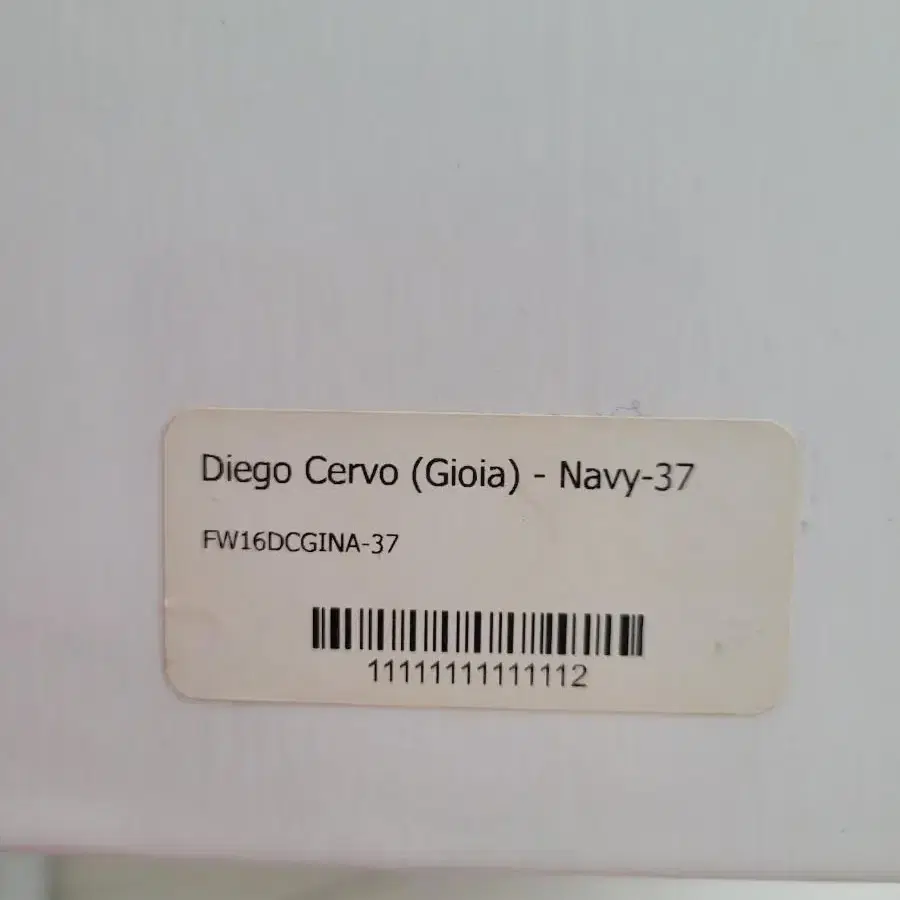 Diego Cervo (Gioia) - Navy-37
FW16DCGINA-37
11111111111112